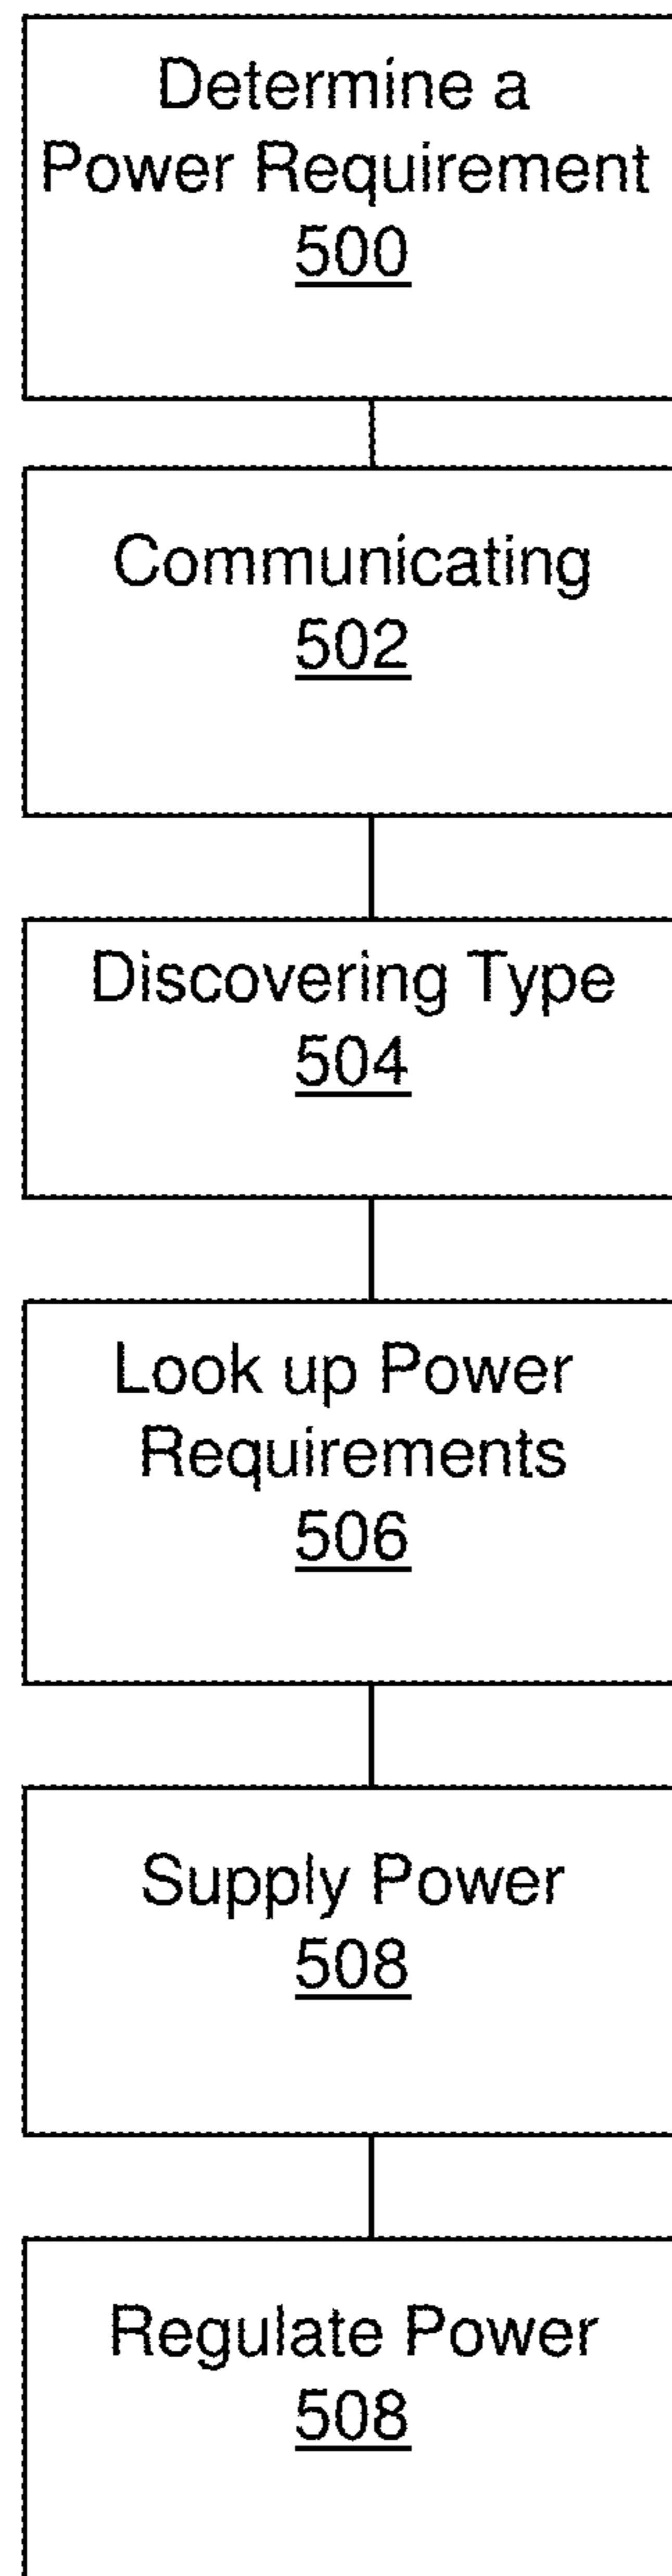 Determine a
Power Requirement
500
Communicating
502
Discovering Type
504
Look up Power
Requirements
506
Supply Power
508
Regulate Power
508